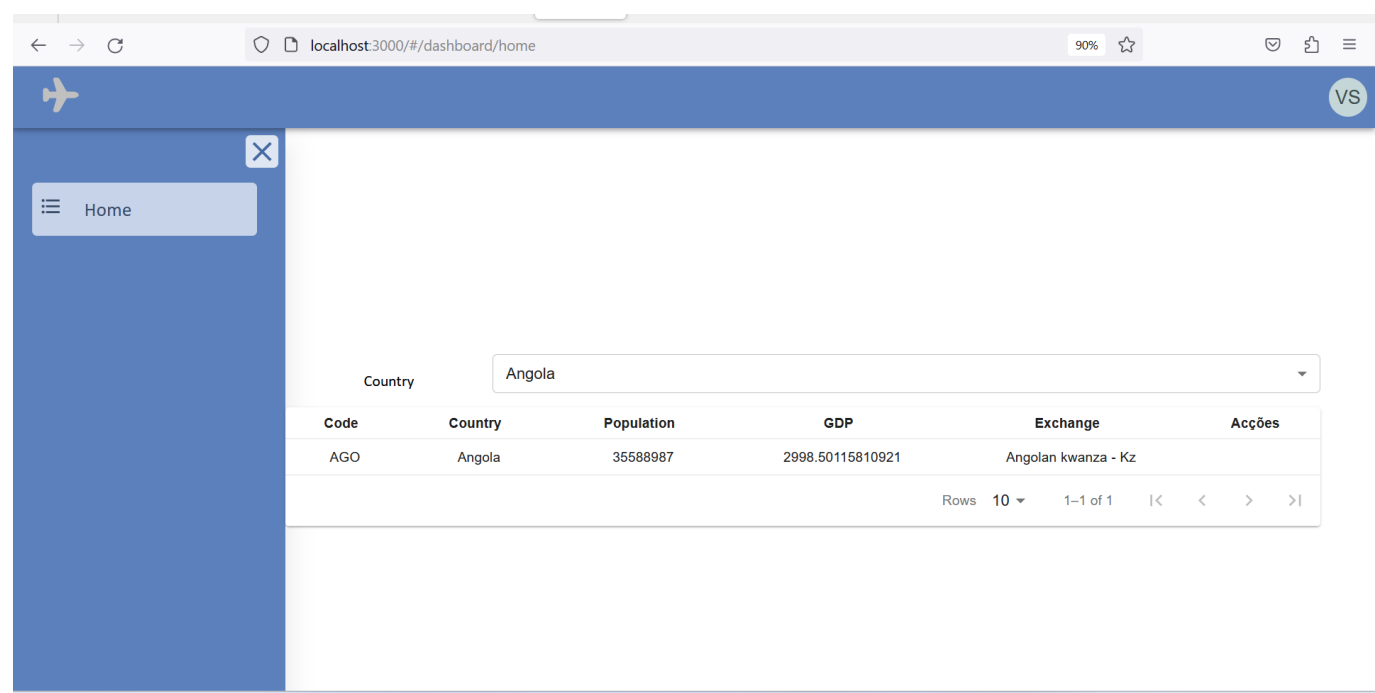 localhost:3000/#/dashboard/home 90%
VS
Home
Country Angola
Code Country Population GDP Exchange Acções
AGO Angola 35588987 2998.50115810921 Angolan kwanza - Kz
Rows 10 1–1 of 1